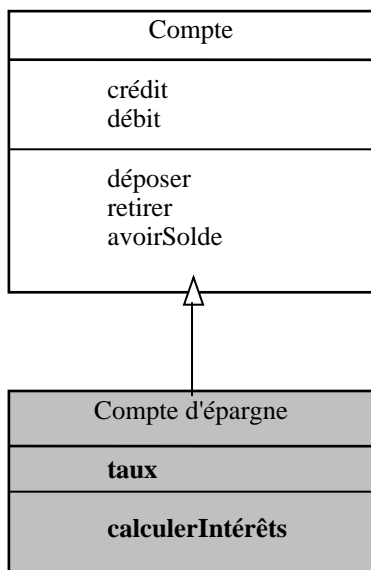 Compte
crédit
débit
déposer
retirer
avoirSolde
Compte d'épargne
taux
calculerIntérêts